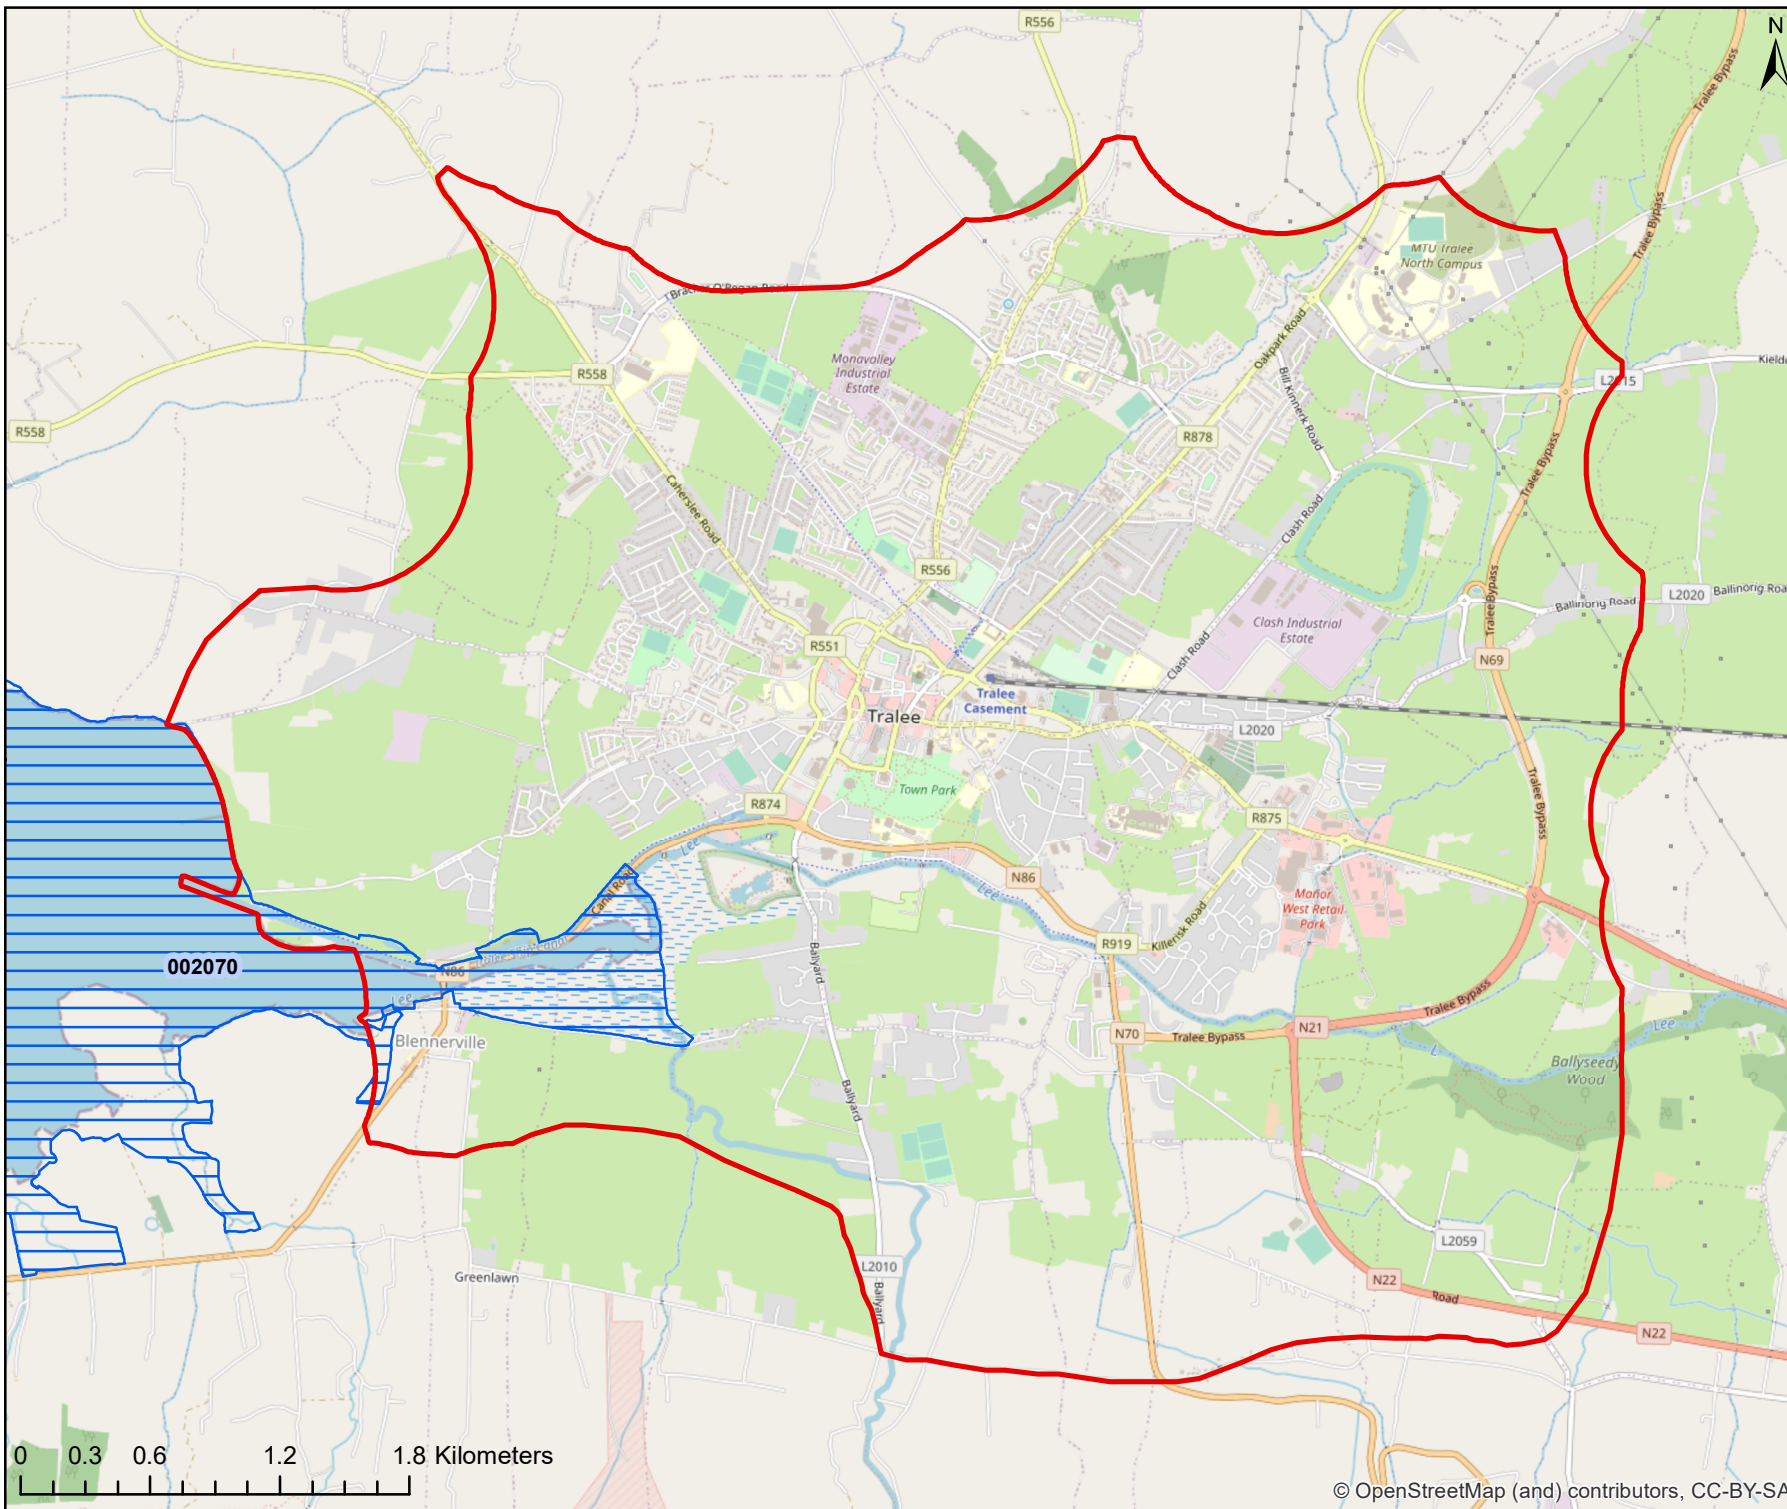 R556
N
Tralee Bypass
MTU Tralee
North Campus
Tralee Bypass
Bracker O'Regan Road
Oakpark Road
Monavalley
Industrial
Estate
R558
L2015
R558
Bill Kinnerk Road
R878
Tralee Bypass
Caherslee Road
Clash Road
R556
Tralee Bypass
Ballinorig Road
L2020
Clash Industrial
Estate
R551
Clash Road
N69
Tralee
Casement
Tralee
L2020
Tralee Bypass
Town Park
R874
R875
Lee
Canal Road
N86
Lee
Manor
West Retail
Park
R919
Killerisk Road
002070
N86
Ballyard
Lee
Tralee Bypass
N21
N70
Tralee Bypass
Lee
Blennerville
Ballyseedy
Wood
Ballyard
L2059
L2010
Greenlawn
N22
Ballyard
Road
N22
0 0.3 0.6 1.2 1.8 Kilometers
© OpenStreetMap (and) contributors, CC-BY-SA